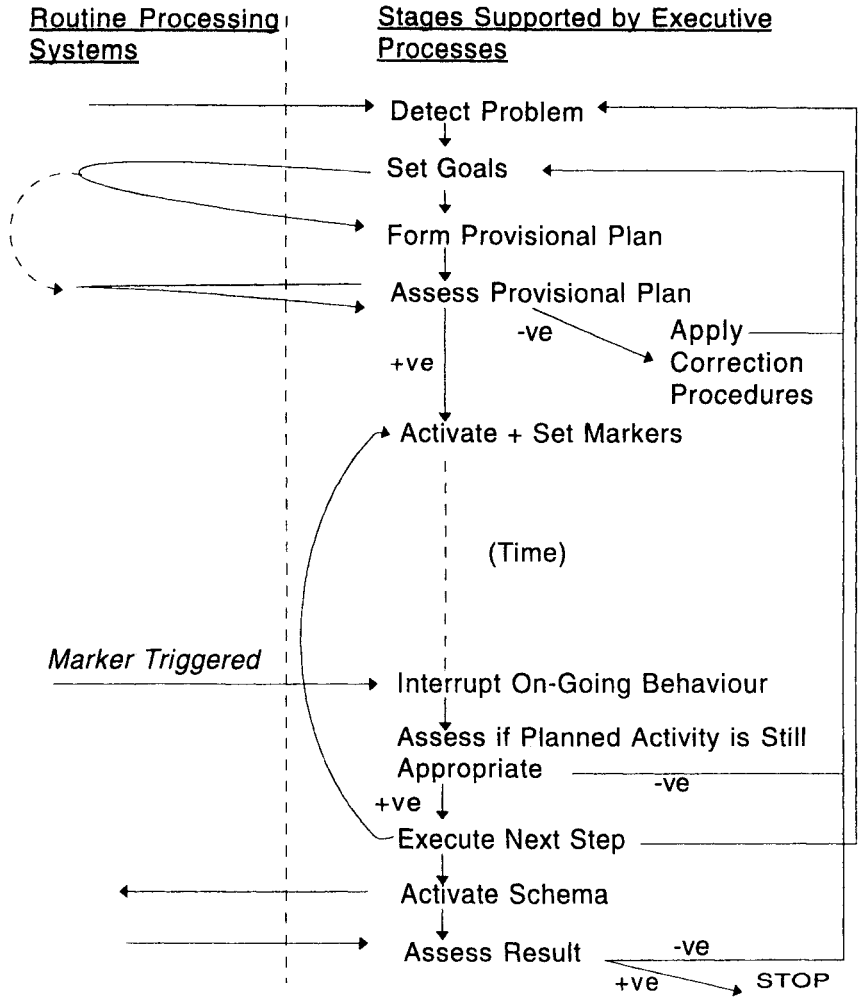 Routine Processing
Systems
Stages Supported by Executive
Processes
Detect Problem
Set Goals
Form Provisional Plan
Assess Provisional Plan
-ve
+ve
Apply
Correction
Procedures
Activate + Set Markers
(Time)
Marker Triggered
Interrupt On-Going Behaviour
Assess if Planned Activity is Still
Appropriate
-ve
+ve
Execute Next Step
Activate Schema
Assess Result
-ve
+ve
STOP